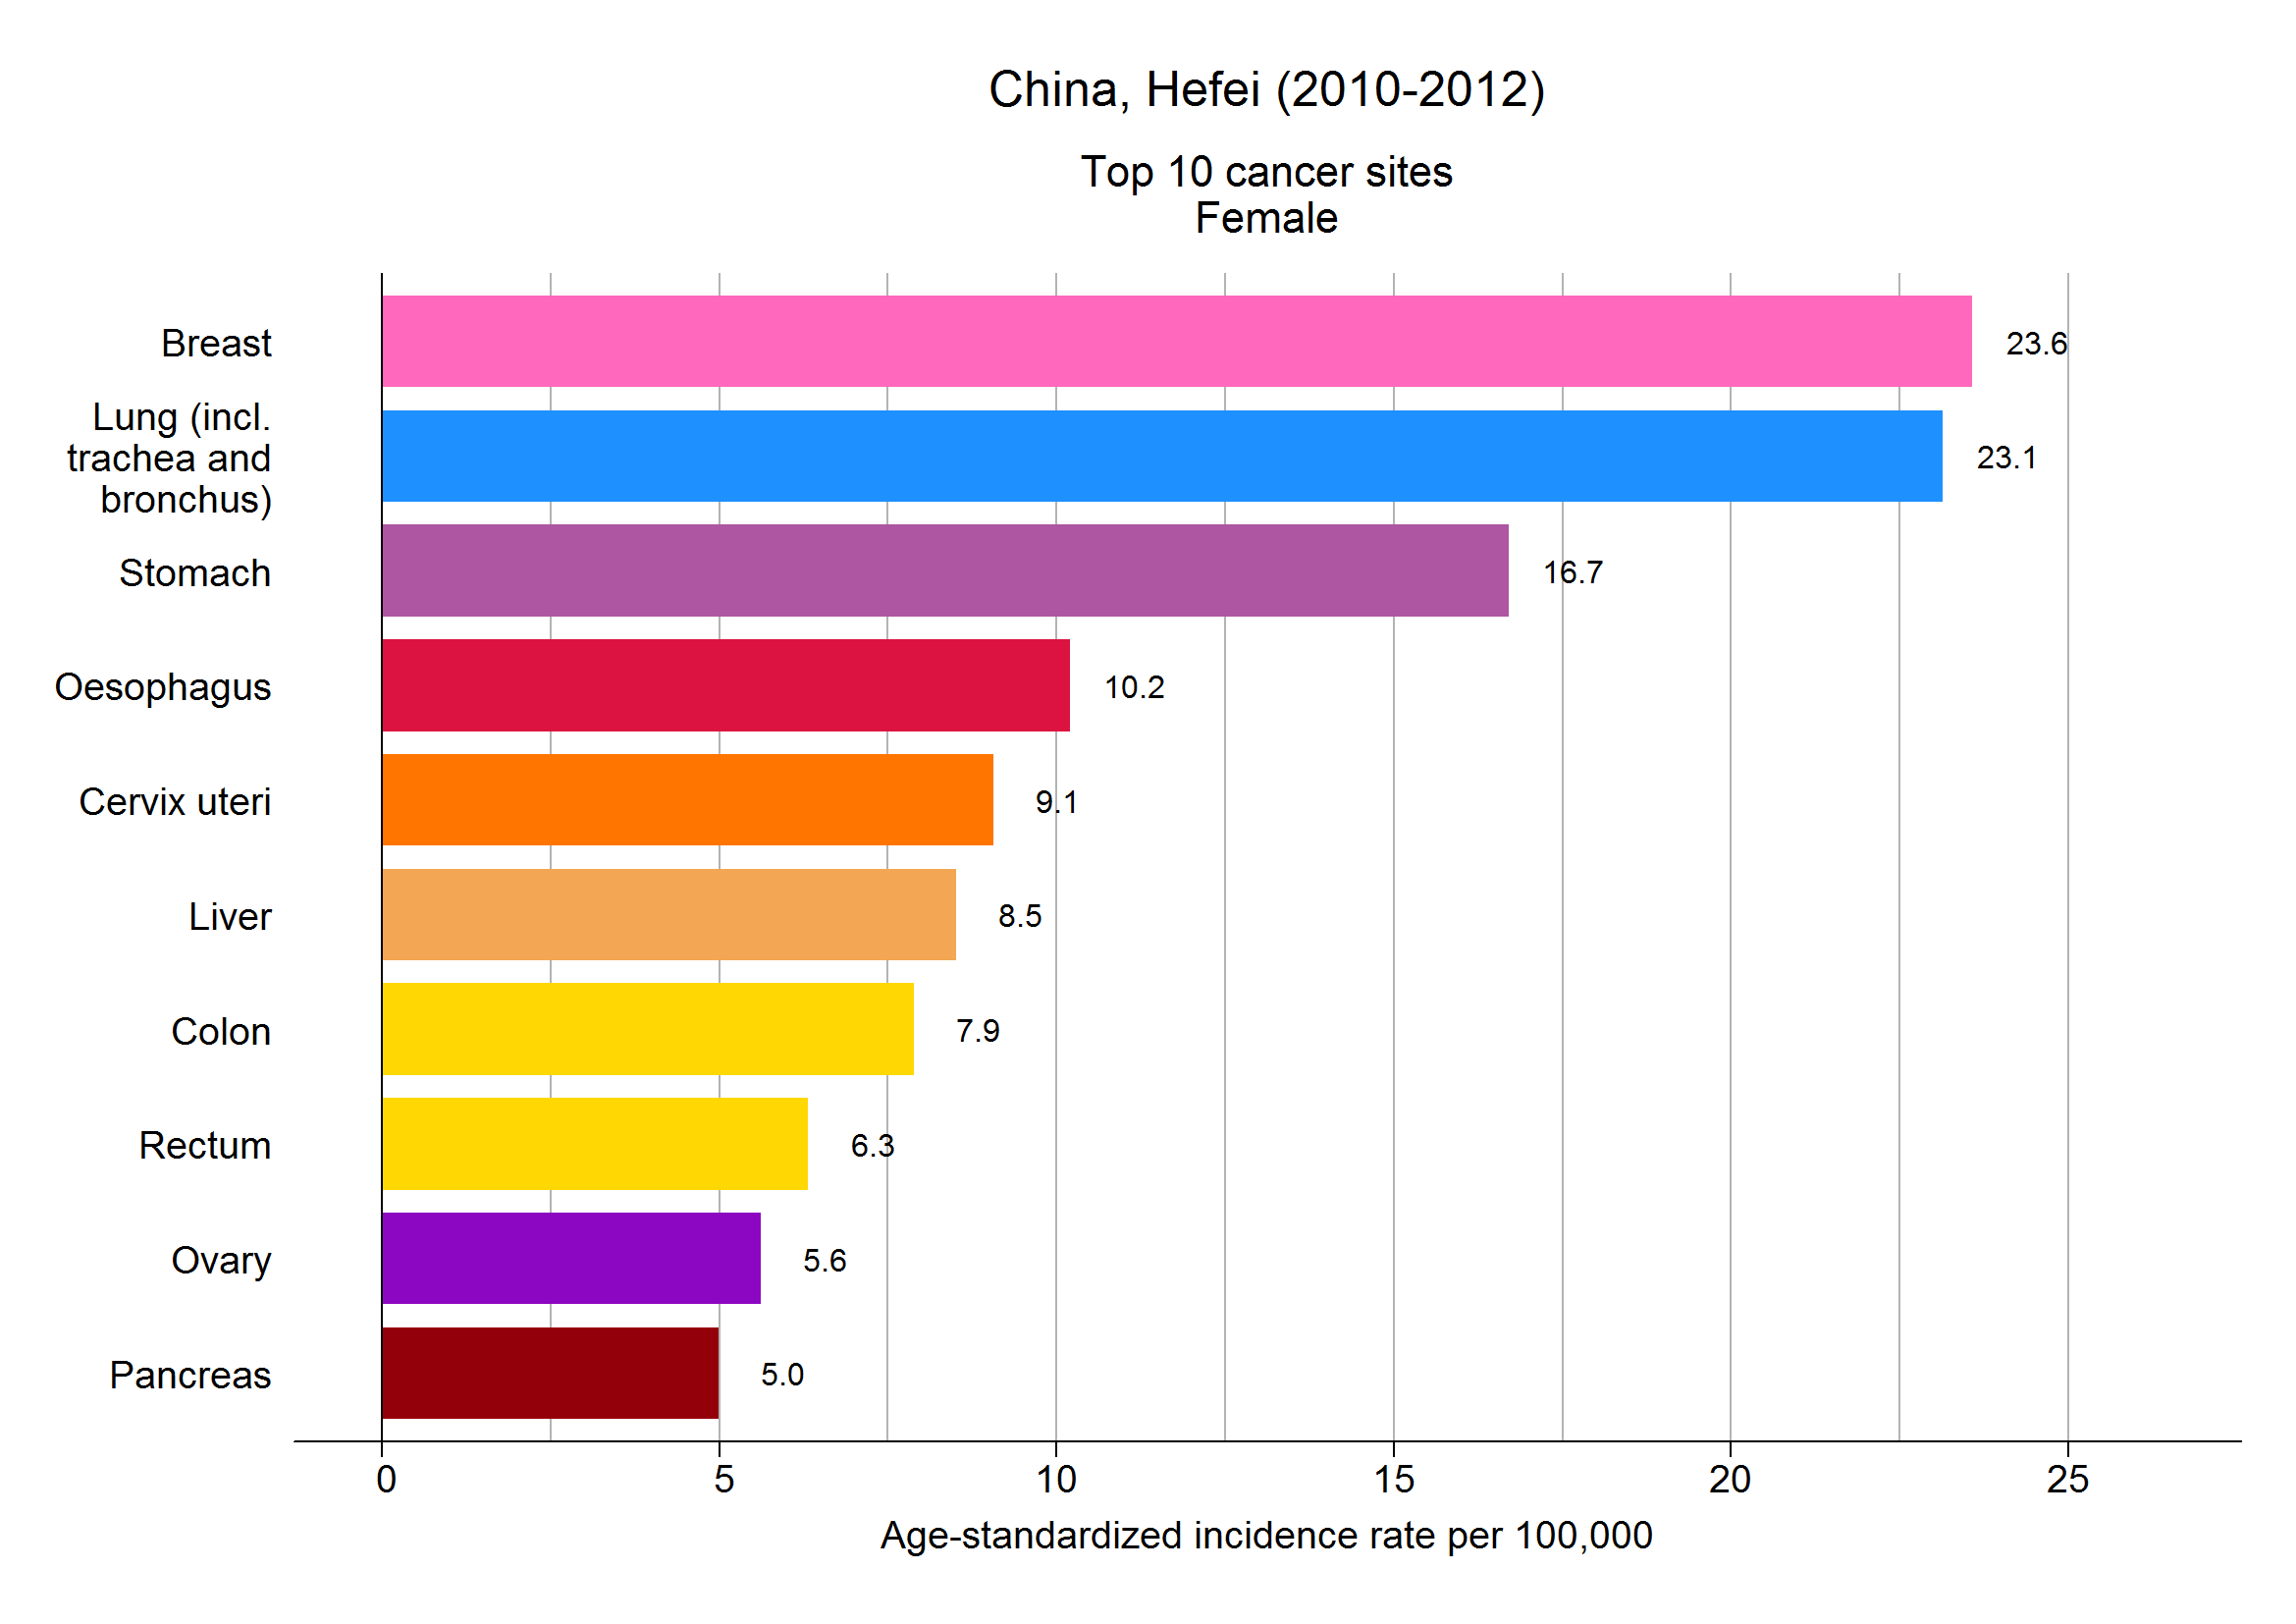 China, Hefei (2010-2012)
Top 10 cancer sites
Female
Breast
23.6
Lung (incl.
trachea and
bronchus)
23.1
Stomach
16.7
Oesophagus
10.2
Cervix uteri
9.1
Liver
8.5
Colon
7.9
Rectum
6.3
Ovary
5.6
Pancreas
5.0
0 5 10 15 20 25
Age-standardized incidence rate per 100,000